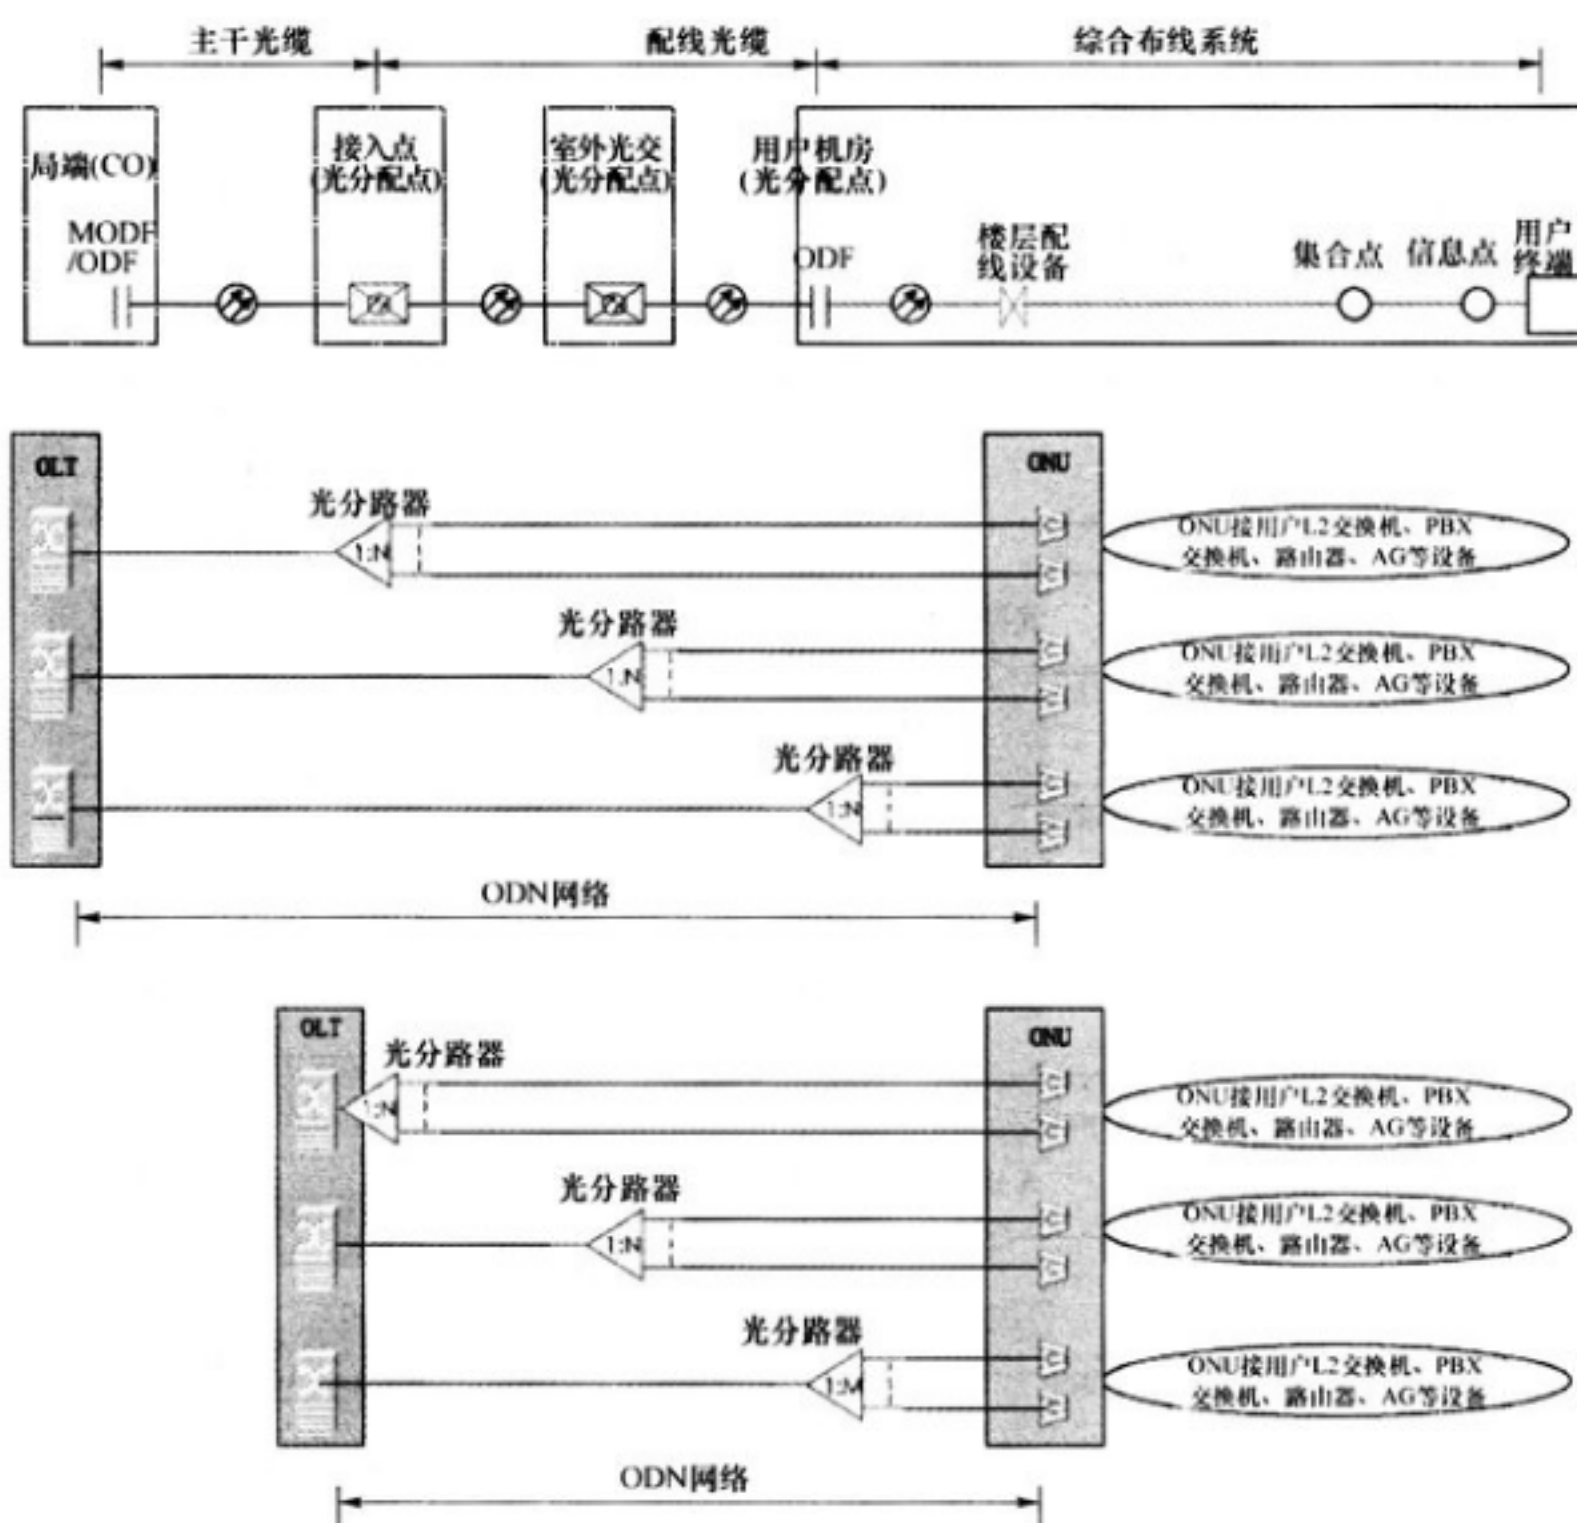 主干光缆
配线光缆
综合布线系统
局端(CO)
接入点
(光分配点)
室外光交
(光分配点)
用户机房
(光分配点)
MODF
/ODF
ODF
楼层配
线设备
集合点
信息点
用户
终端
OLT
ONU
光分路器
1:N
ONU接用户L2交换机、PBX
交换机、路由器、AG等设备
光分路器
1:N
ONU接用户L2交换机、PBX
交换机、路由器、AG等设备
光分路器
1:N
ONU接用户L2交换机、PBX
交换机、路由器、AG等设备
ODN网络
OLT
ONU
光分路器
1:N
ONU接用户L2交换机、PBX
交换机、路由器、AG等设备
光分路器
1:N
ONU接用户L2交换机、PBX
交换机、路由器、AG等设备
光分路器
1:M
ONU接用户L2交换机、PBX
交换机、路由器、AG等设备
ODN网络